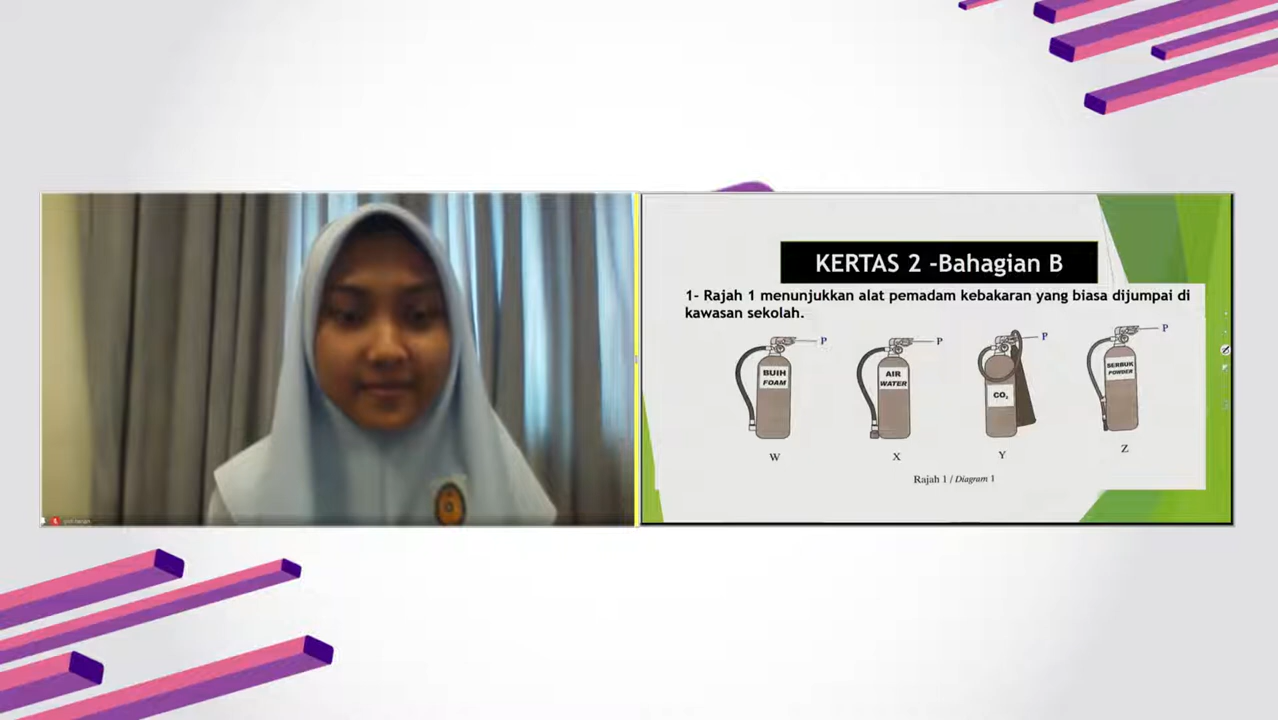 KERTAS 2 -Bahagian B
1- Rajah 1 menunjukkan alat pemadam kebakaran yang biasa dijumpai di
kawasan sekolah.
P
P
P
P
BUIH
FOAM
AIR
WATER
CO₂
SERBUK
POWDER
W
X
Y
Z
Rajah 1 / Diagram 1